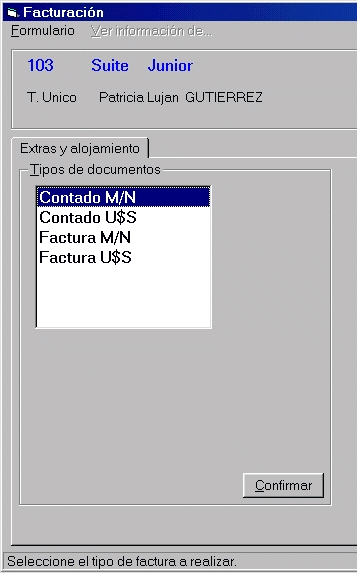 Facturación
Formulario Ver información de...
103 Suite Junior
T. Unico Patricia Lujan GUTIERREZ
Extras y alojamiento
Tipos de documentos
Contado M/N
Contado U$S
Factura M/N
Factura U$S
Confirmar
Seleccione el tipo de factura a realizar.